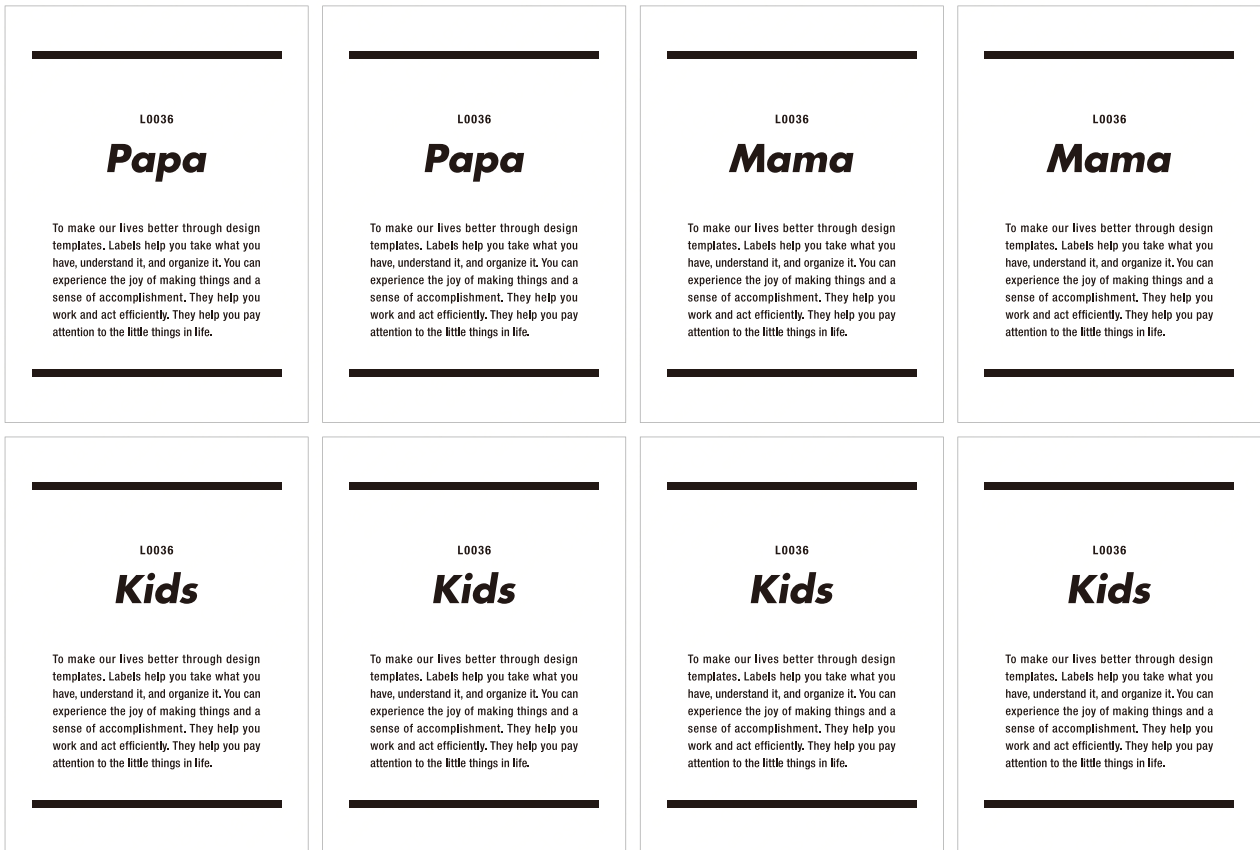 L0036
Papa
To make our lives better through design
templates. Labels help you take what you
have, understand it, and organize it. You can
experience the joy of making things and a
sense of accomplishment. They help you
work and act efficiently. They help you pay
attention to the little things in life.
L0036
Papa
To make our lives better through design
templates. Labels help you take what you
have, understand it, and organize it. You can
experience the joy of making things and a
sense of accomplishment. They help you
work and act efficiently. They help you pay
attention to the little things in life.
L0036
Mama
To make our lives better through design
templates. Labels help you take what you
have, understand it, and organize it. You can
experience the joy of making things and a
sense of accomplishment. They help you
work and act efficiently. They help you pay
attention to the little things in life.
L0036
Mama
To make our lives better through design
templates. Labels help you take what you
have, understand it, and organize it. You can
experience the joy of making things and a
sense of accomplishment. They help you
work and act efficiently. They help you pay
attention to the little things in life.
L0036
Kids
To make our lives better through design
templates. Labels help you take what you
have, understand it, and organize it. You can
experience the joy of making things and a
sense of accomplishment. They help you
work and act efficiently. They help you pay
attention to the little things in life.
L0036
Kids
To make our lives better through design
templates. Labels help you take what you
have, understand it, and organize it. You can
experience the joy of making things and a
sense of accomplishment. They help you
work and act efficiently. They help you pay
attention to the little things in life.
L0036
Kids
To make our lives better through design
templates. Labels help you take what you
have, understand it, and organize it. You can
experience the joy of making things and a
sense of accomplishment. They help you
work and act efficiently. They help you pay
attention to the little things in life.
L0036
Kids
To make our lives better through design
templates. Labels help you take what you
have, understand it, and organize it. You can
experience the joy of making things and a
sense of accomplishment. They help you
work and act efficiently. They help you pay
attention to the little things in life.